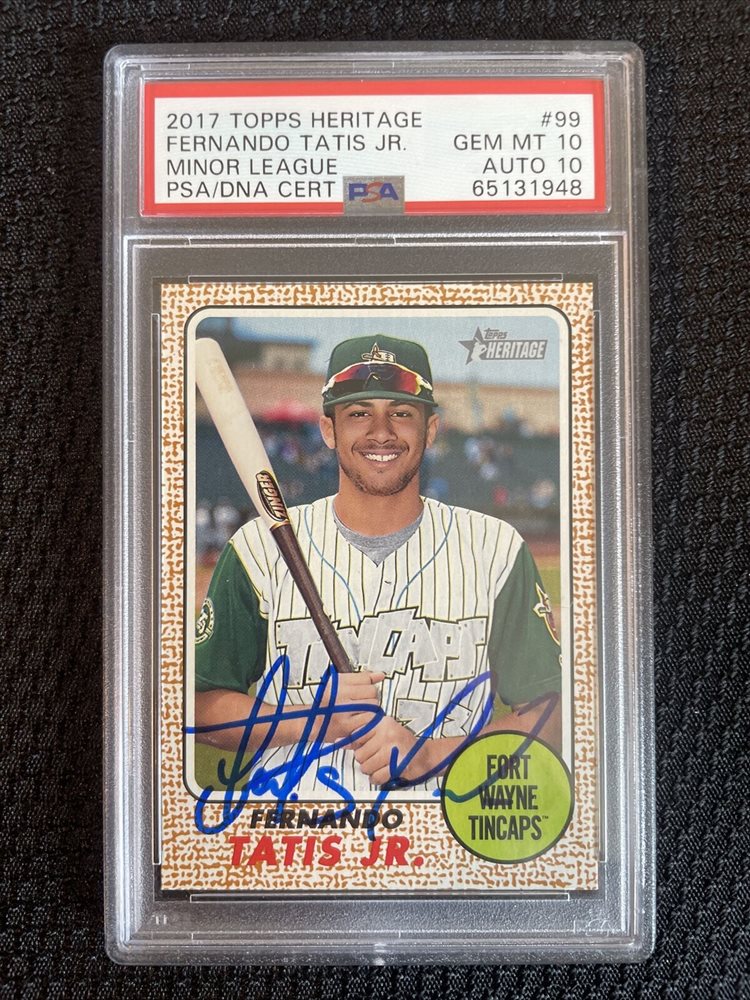 2017 TOPPS HERITAGE #99
FERNANDO TATIS JR. GEM MT 10
MINOR LEAGUE AUTO 10
PSA/DNA CERT PSA 65131948
Topps
HERITAGE
GINGER
TINCAPS
FORT
WAYNE
TINCAPS
FERNANDO
TATIS JR.